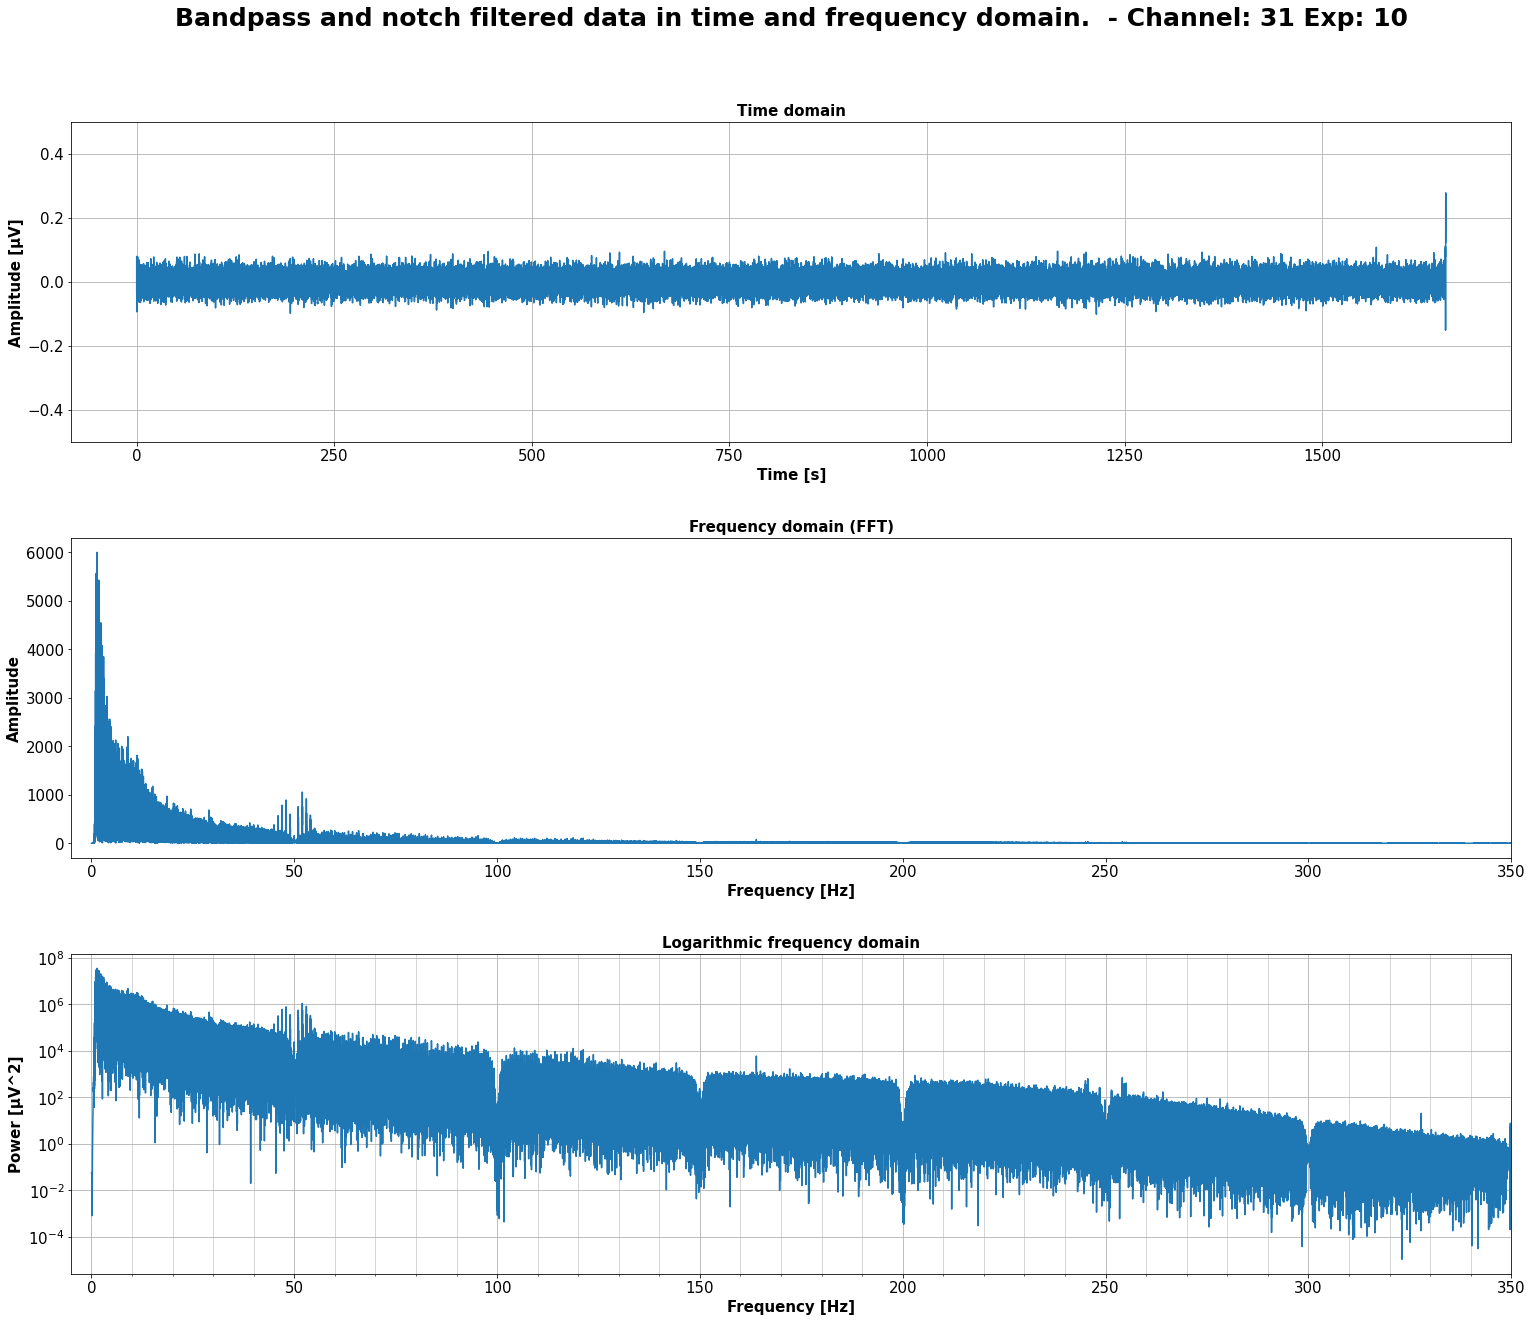 Bandpass and notch filtered data in time and frequency domain.  - Channel: 31 Exp: 10
Time domain
Amplitude [µV]
0.4
0.2
0.0
−0.2
−0.4
0 250 500 750 1000 1250 1500
Time [s]
Frequency domain (FFT)
Amplitude
6000
5000
4000
3000
2000
1000
0
0 50 100 150 200 250 300 350
Frequency [Hz]
Logarithmic frequency domain
Power [µV^2]
10^8
10^6
10^4
10^2
10^0
10^−2
10^−4
0 50 100 150 200 250 300 350
Frequency [Hz]